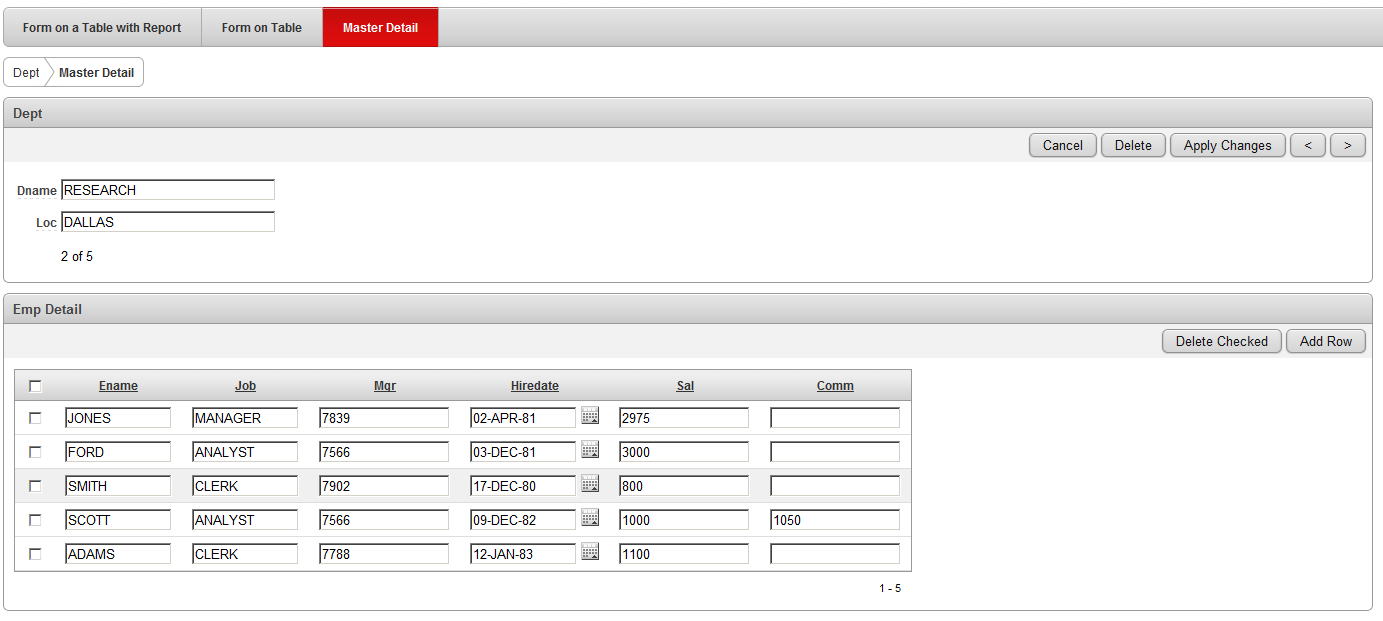 Form on a Table with Report Form on Table Master Detail
Dept Master Detail
Dept
Cancel Delete Apply Changes < >
Dname RESEARCH
Loc DALLAS
2 of 5
Emp Detail
Delete Checked Add Row
Ename Job Mgr Hiredate Sal Comm
JONES MANAGER 7839 02-APR-81 2975
FORD ANALYST 7566 03-DEC-81 3000
SMITH CLERK 7902 17-DEC-80 800
SCOTT ANALYST 7566 09-DEC-82 1000 1050
ADAMS CLERK 7788 12-JAN-83 1100
1 - 5